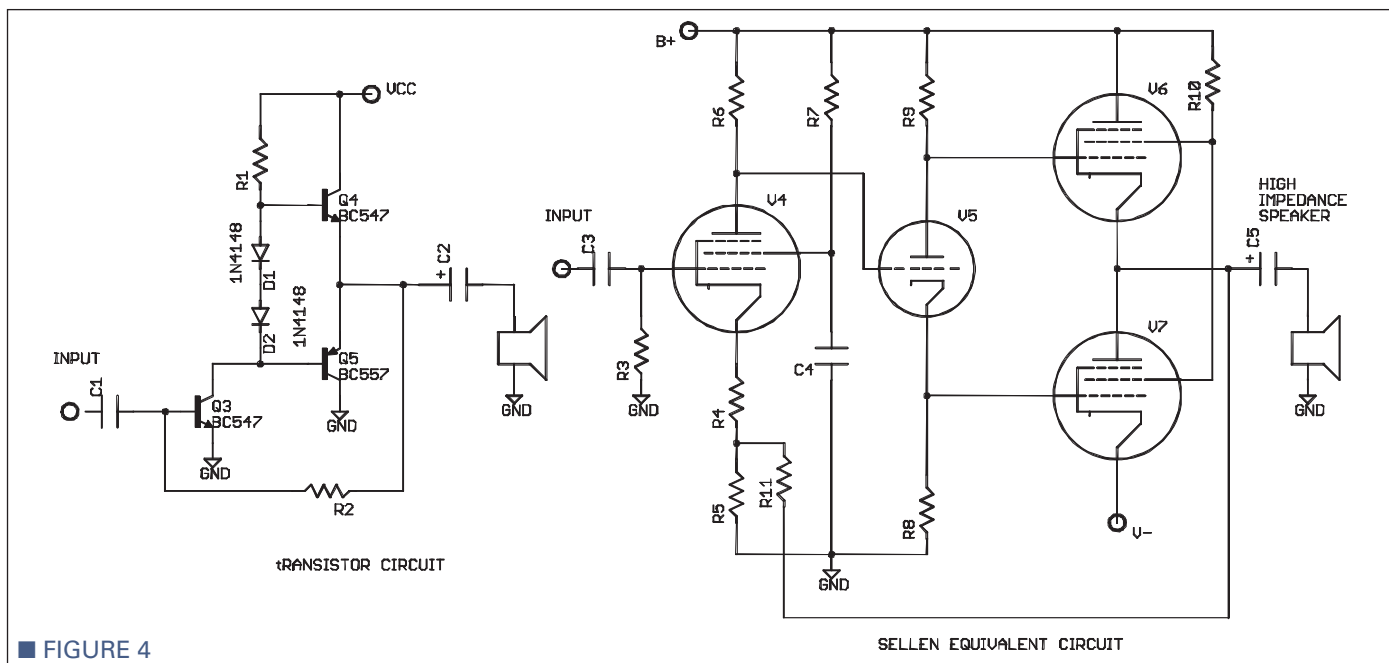 VCC
R1
Q4
BC547
1N4148
D1
1N4148
D2
C2
+
Q5
BC557
GND
INPUT
C1
Q3
BC547
GND
R2
GND
tRANSISTOR CIRCUIT
B+
R6
R7
R9
V6
R10
INPUT
C3
V4
V5
HIGH
IMPEDANCE
SPEAKER
C5
+
R3
GND
R4
C4
V7
GND
R5
R11
R8
V-
GND
SELLEN EQUIVALENT CIRCUIT
■ FIGURE 4